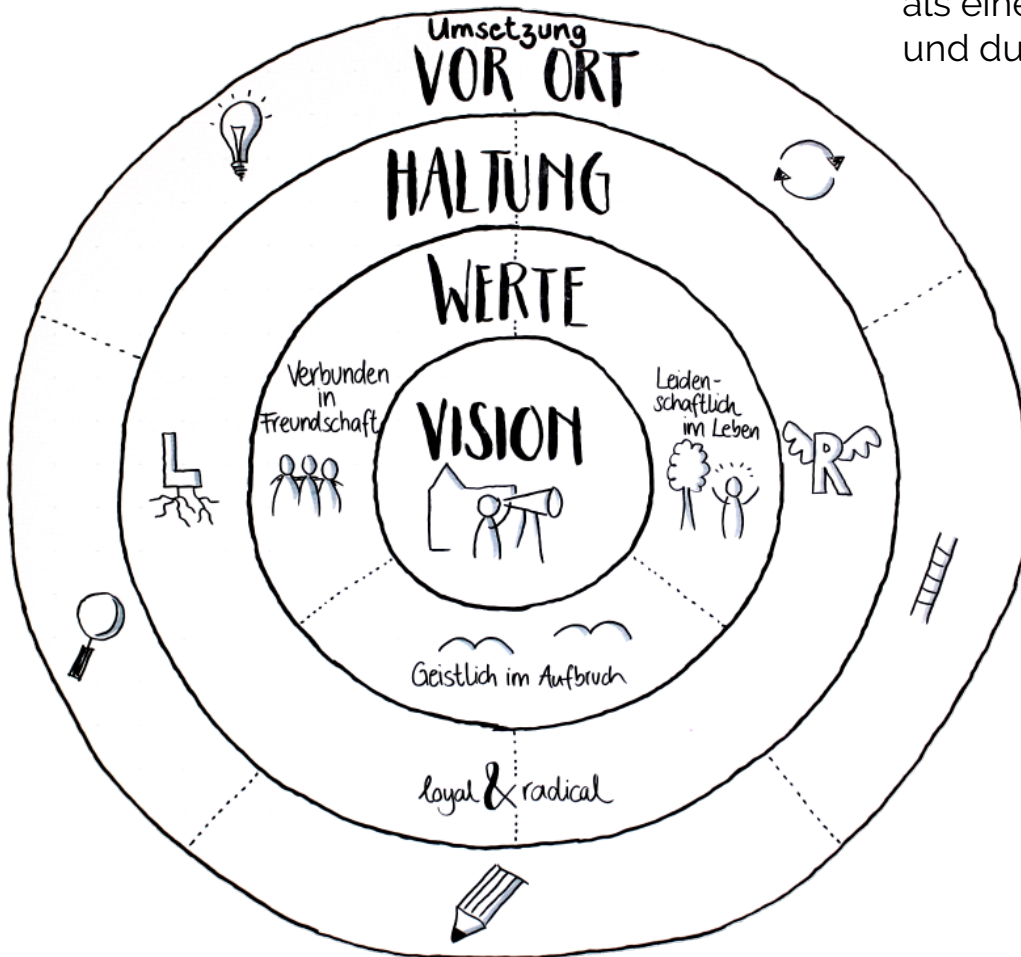 als eine
und du
Umsetzung
VOR ORT
HALTUNG
WERTE
Verbunden
in
Freundschaft
Leiden-
schaftlich
im Leben
VISION
L
R
Geistlich im Aufbruch
loyal & radical